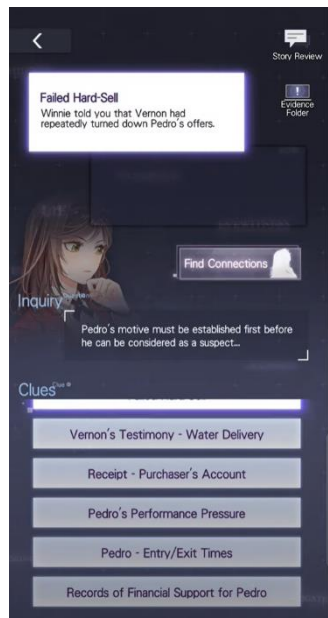 Story Review
Failed Hard-Sell
Winnie told you that Vernon had
repeatedly turned down Pedro's offers.
Evidence
Folder
Find Connections
Inquiry
Pedro's motive must be established first before
he can be considered as a suspect...
Clues
Vernon's Testimony - Water Delivery
Receipt - Purchaser's Account
Pedro's Performance Pressure
Pedro - Entry/Exit Times
Records of Financial Support for Pedro